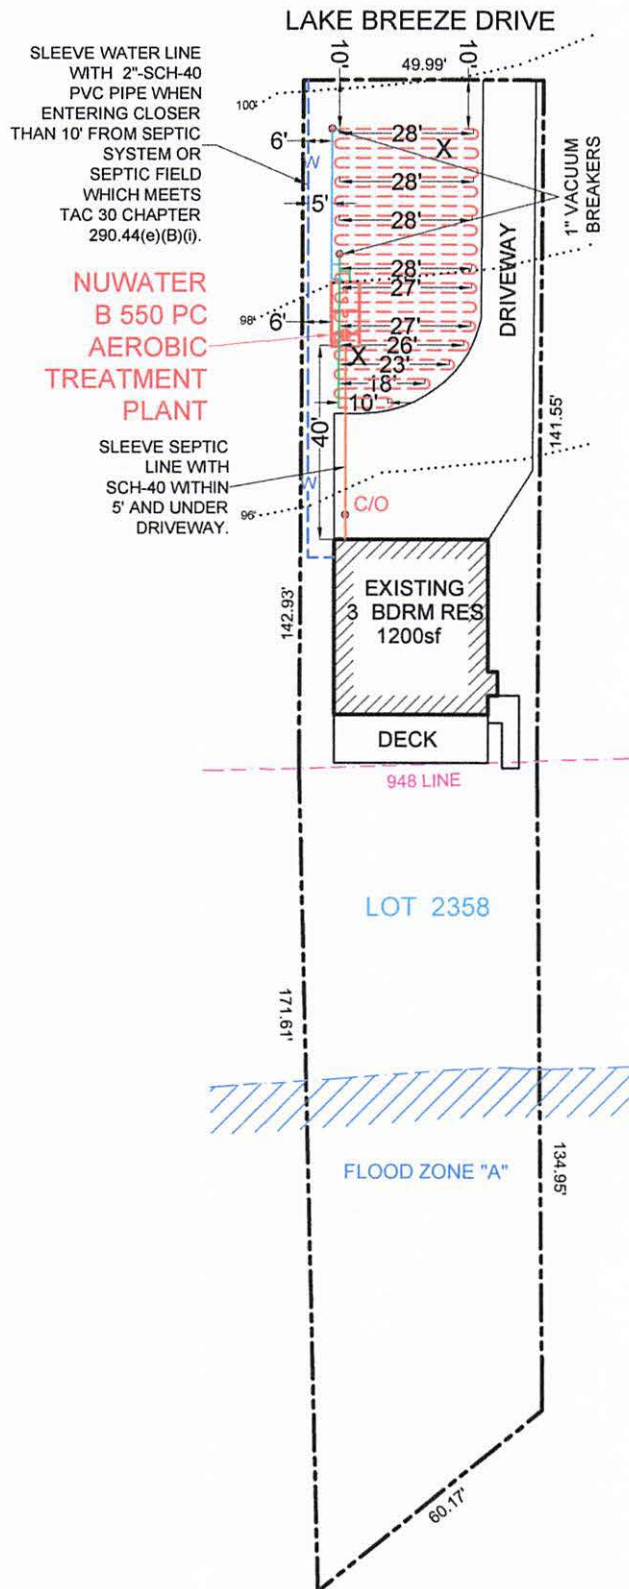 LAKE BREEZE DRIVE
SLEEVE WATER LINE
WITH 2"-SCH-40
PVC PIPE WHEN
ENTERING CLOSER
THAN 10' FROM SEPTIC
SYSTEM OR
SEPTIC FIELD
WHICH MEETS
TAC 30 CHAPTER
290.44(e)(B)(i).
10'
10'
49.99'
100'
6'
W
5'
28'
X
28'
28'
28'
27'
27'
26'
X
23'
18'
10'
1" VACUUM
BREAKERS
DRIVEWAY
NUWATER
B 550 PC
AEROBIC
TREATMENT
PLANT
98'
6'
40'
141.55'
SLEEVE SEPTIC
LINE WITH
SCH-40 WITHIN
5' AND UNDER
DRIVEWAY.
W
96'
C/O
142.93'
EXISTING
3 BDRM RES
1200sf
DECK
948 LINE
LOT 2358
171.61'
FLOOD ZONE "A"
134.95'
60.17'